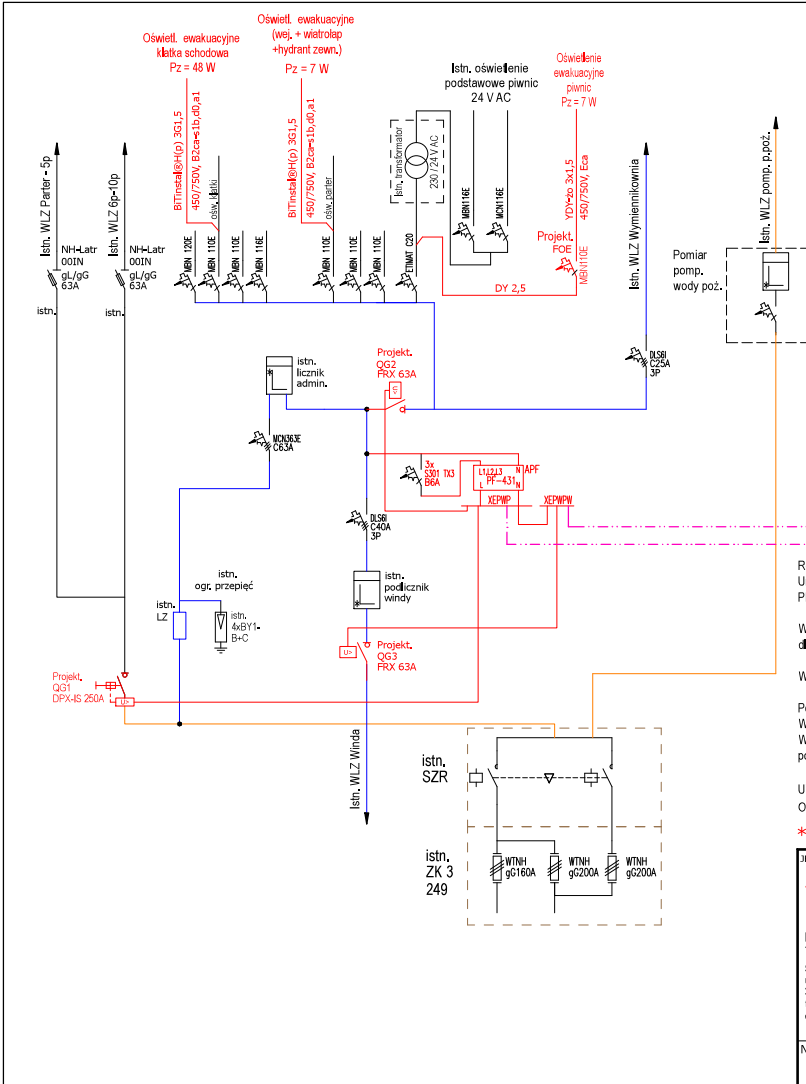 Oświetl. ewakuacyjne
klatka schodowa
Pz = 48 W
Oświetl. ewakuacyjne
(wej. + wiatrołap
+hydrant zewn.)
Pz = 7 W
Istn. oświetlenie
podstawowe piwnic
24 V AC
Oświetlenie
ewakuacyjne
piwnic
Pz = 7 W
Istn. WLZ Parter - 5p
Istn. WLZ 6p-10p
BiTinstal®H(p) 3G1,5
450/750V, B2ca-s1b,d0,a1
ośw. klatki
BiTinstal®H(p) 3G1,5
450/750V, B2ca-s1b,d0,a1
ośw. parter
Istn. transformator
230 / 24 V AC
MBN116E
MCN116E
YDY-żo 3x1,5
450/750V, Eca
Istn. WLZ Wymiennikownia
Istn. WLZ pomp. p.poż.
NH-Latr
00IN
gL/gG
63A
istn.
NH-Latr
00IN
gL/gG
63A
istn.
MBN 120E
MBN 110E
MBN 110E
MBN 116E
MBN 110E
MBN 110E
MBN 110E
ETIMAT C20
Projekt.
FOE
MBN110E
DY 2,5
Pomiar
pomp.
wody poż.
istn.
licznik
admin.
Projekt.
QG2
FRX 63A
U>
DLS6I
C25A
3P
MCN363E
C63A
3x
S301 TX3
B6A
L1L2L3 N
PF-431
L N
APF
XEPWP
XEPWPW
DLS6I
C40A
3P
istn.
podlicznik
windy
istn.
ogr. przepięć
istn.
LZ
istn.
4xBY1-
B+C
U>
Projekt.
QG3
FRX 63A
Projekt.
QG1
DPX-IS 250A
U>
Istn. WLZ Winda
istn.
SZR
istn.
ZK 3
249
WTNH
gG160A
WTNH
gG200A
WTNH
gG200A
R
U
W
W
W
W
U
O
*
N